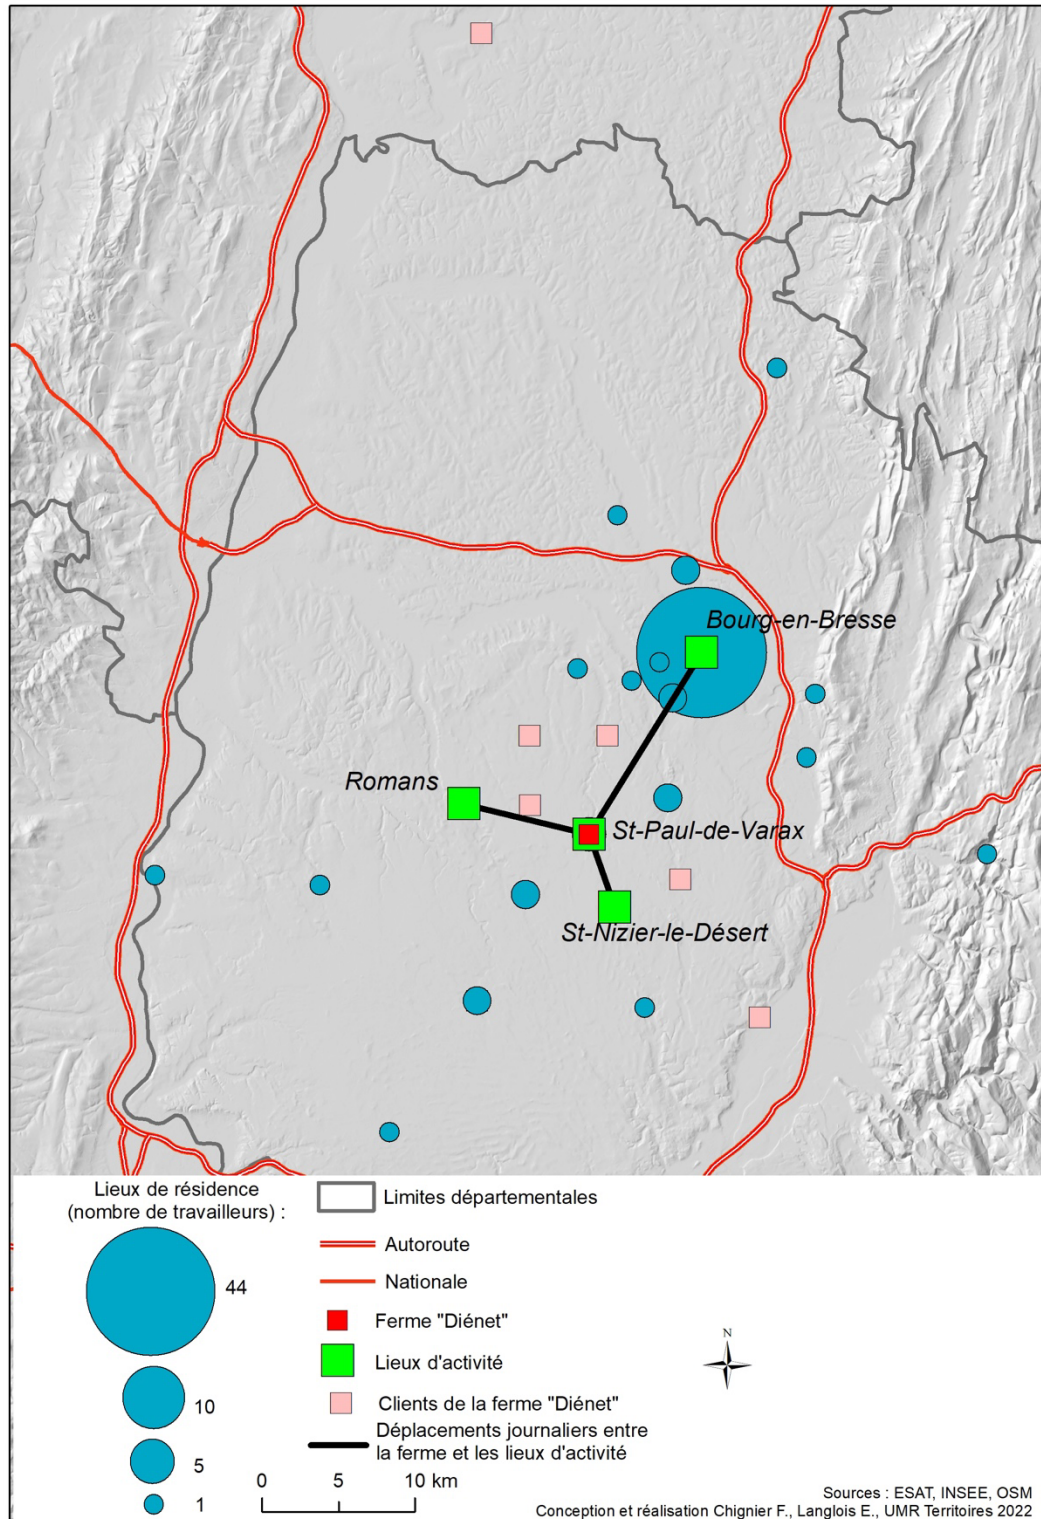 Bourg-en-Bresse
Romans
St-Paul-de-Varax
St-Nizier-le-Désert
Lieux de résidence
(nombre de travailleurs) :
44
10
5
1
Limites départementales
Autoroute
Nationale
Ferme "Diénet"
Lieux d'activité
Clients de la ferme "Diénet"
Déplacements journaliers entre
la ferme et les lieux d'activité
0 5 10 km
N
Sources : ESAT, INSEE, OSM
Conception et réalisation Chignier F., Langlois E., UMR Territoires 2022